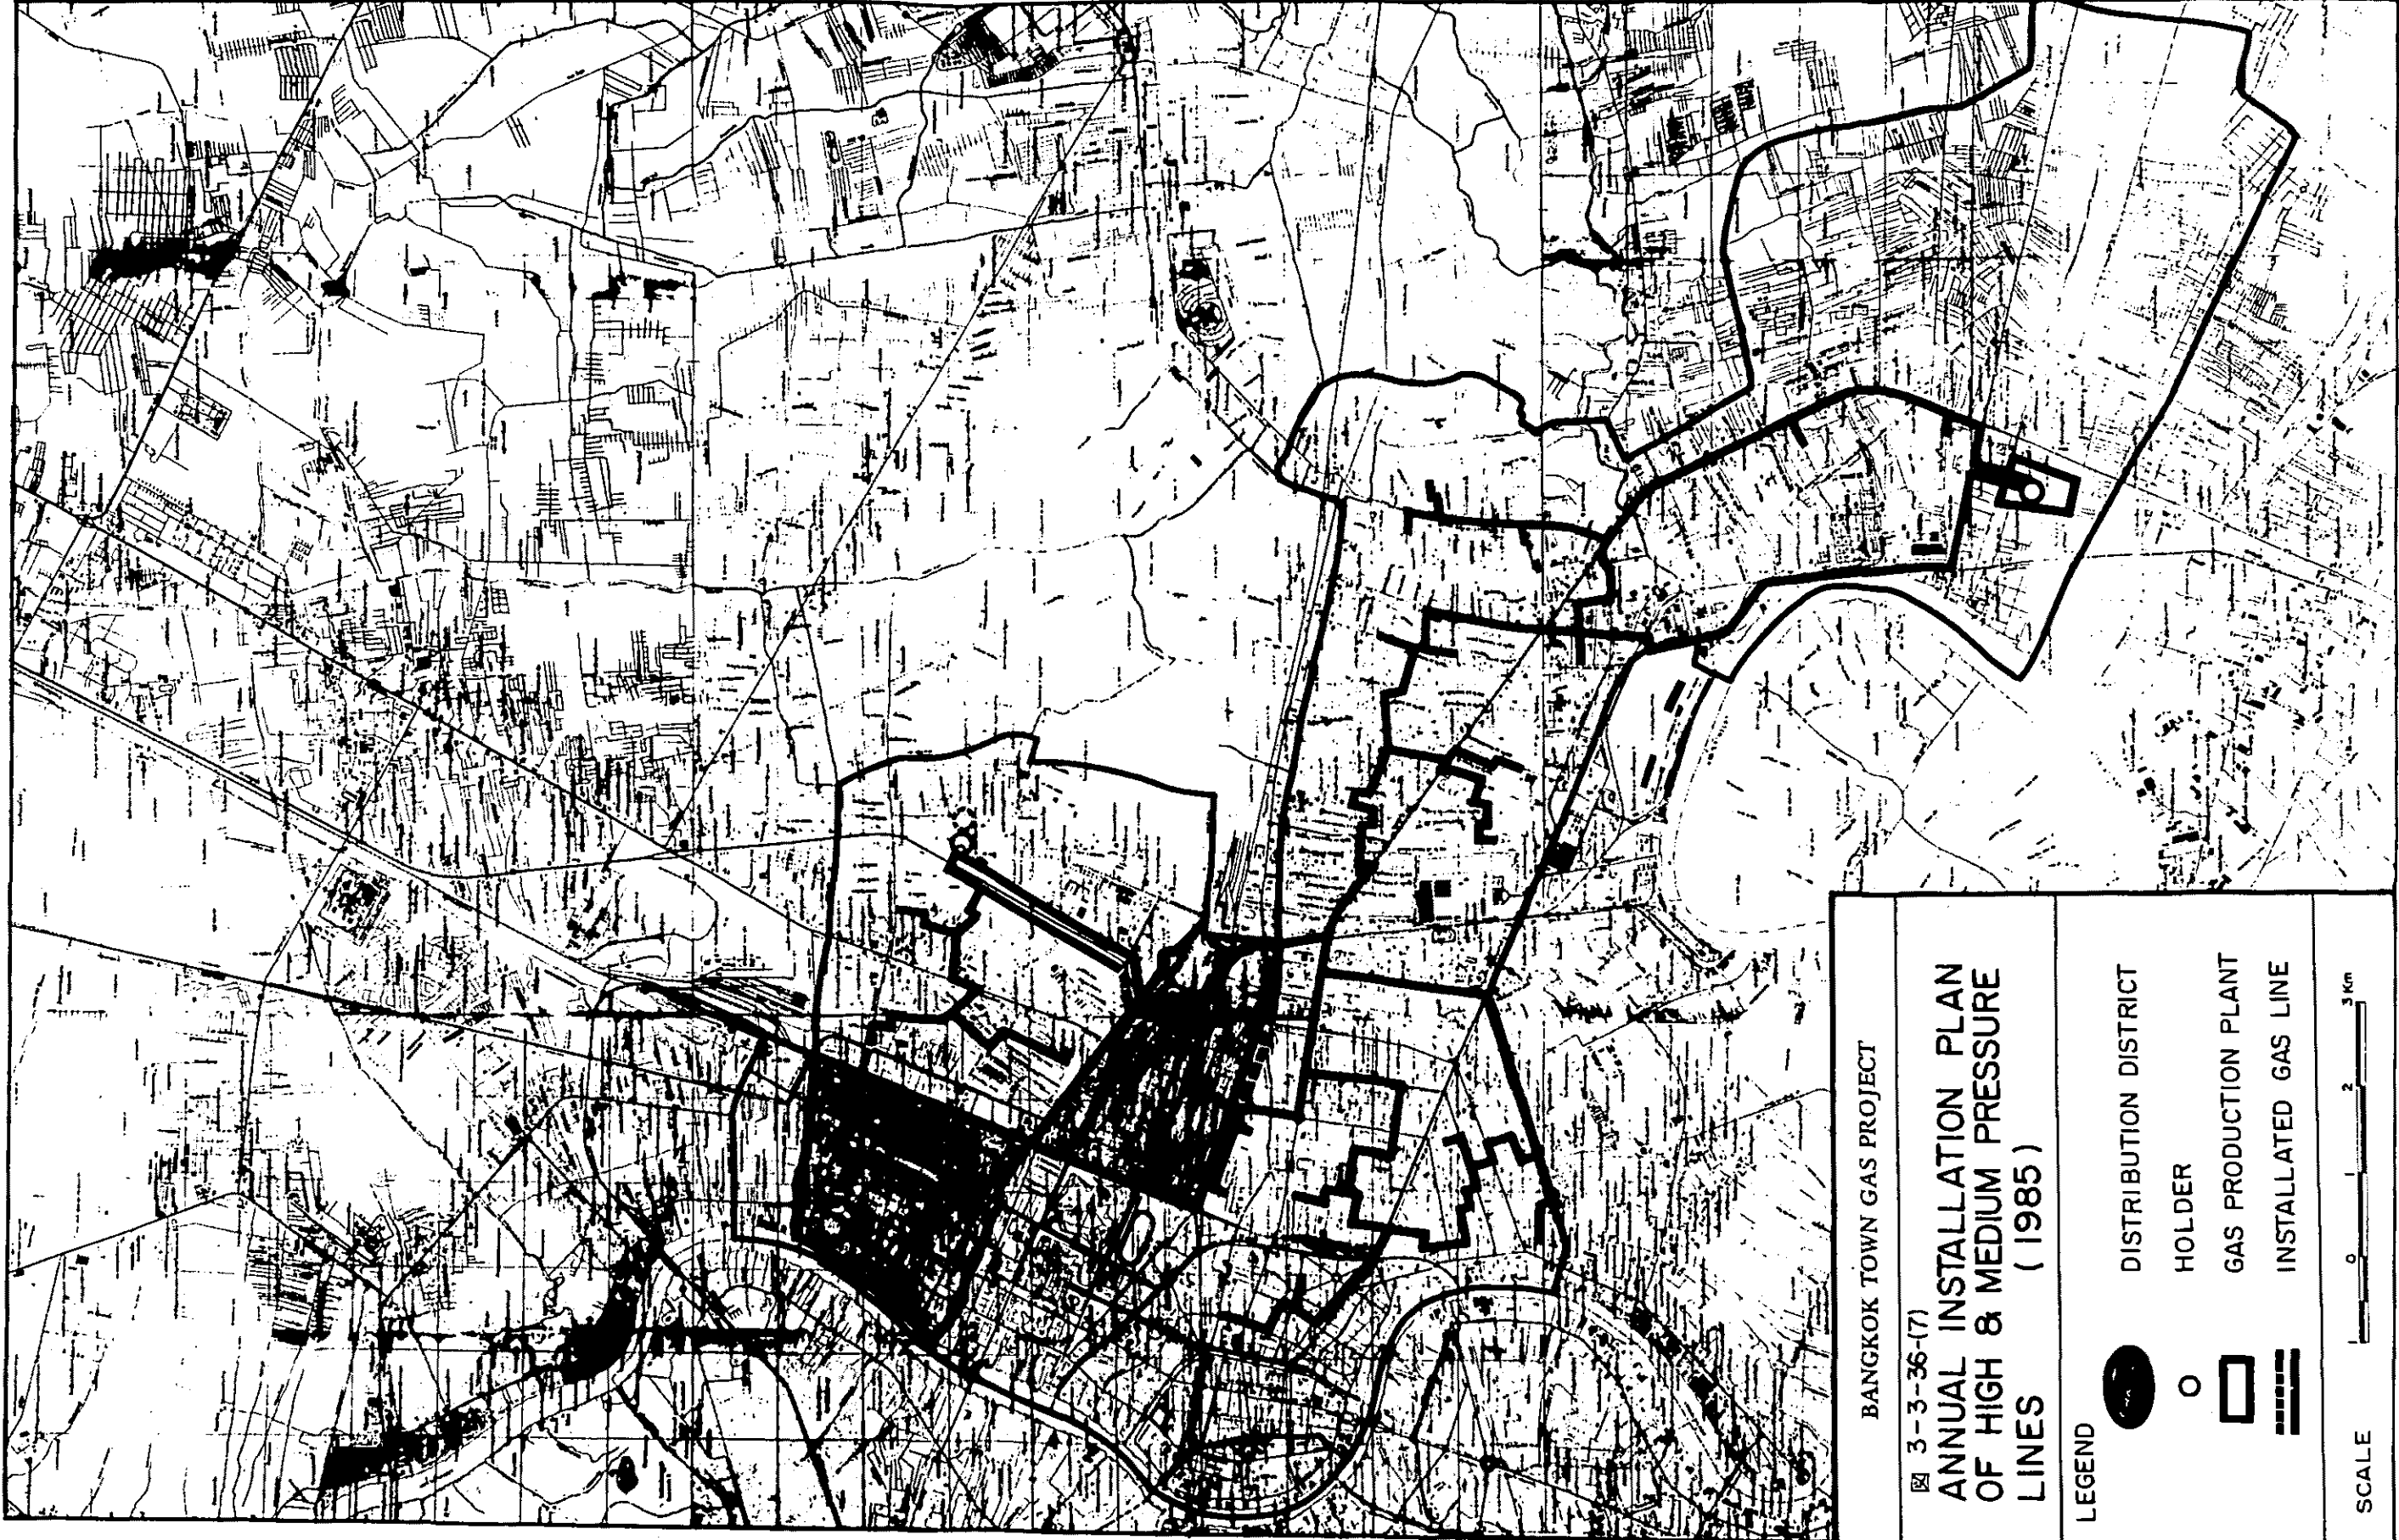 BANGKOK TOWN GAS PROJECT
図 3-3-36-(7)
ANNUAL INSTALLATION PLAN
OF HIGH & MEDIUM PRESSURE
LINES (1985)
LEGEND
DISTRIBUTION DISTRICT
HOLDER
GAS PRODUCTION PLANT
INSTALLATED GAS LINE
SCALE
1 0 1 2 3 Km